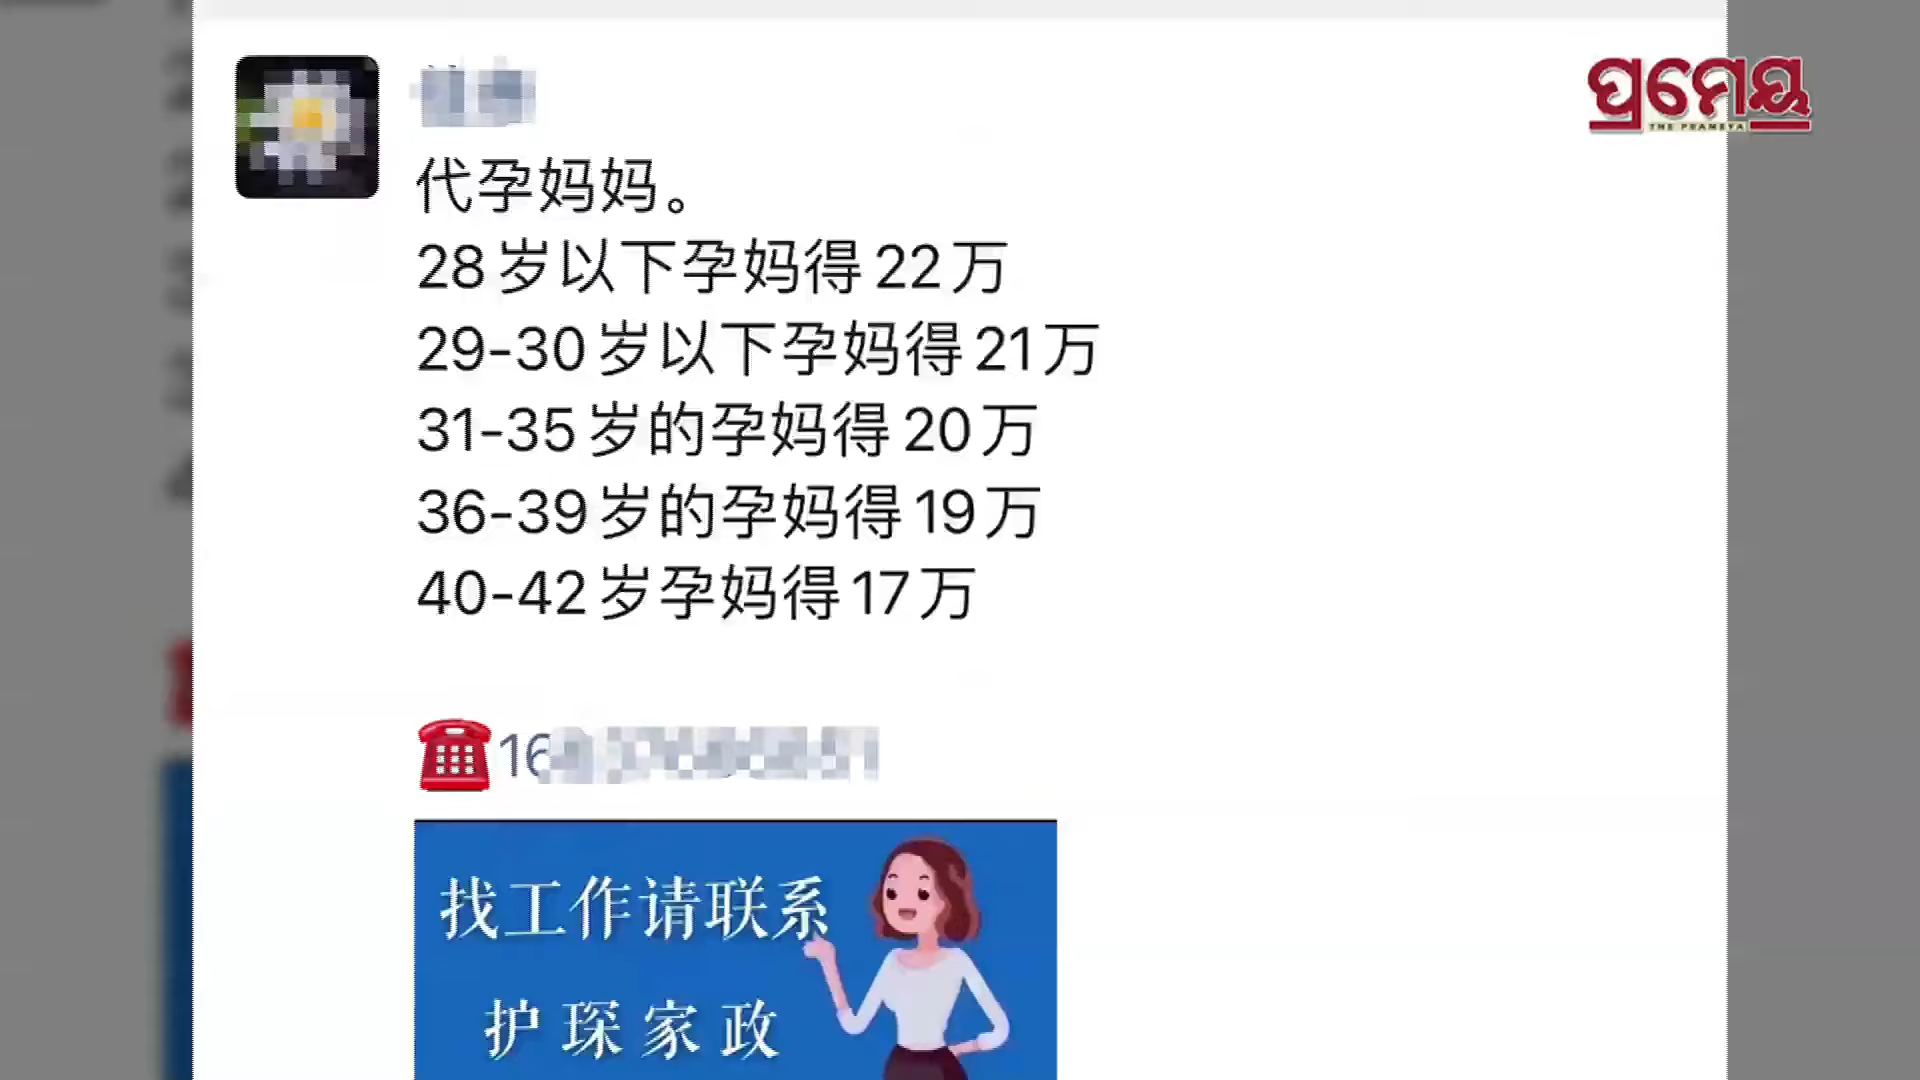 ପ୍ରମେୟ
THE PRAMEYA
代孕妈妈。
28岁以下孕妈得22万
29-30岁以下孕妈得21万
31-35岁的孕妈得20万
36-39岁的孕妈得19万
40-42岁孕妈得17万
找工作请联系
护琛家政